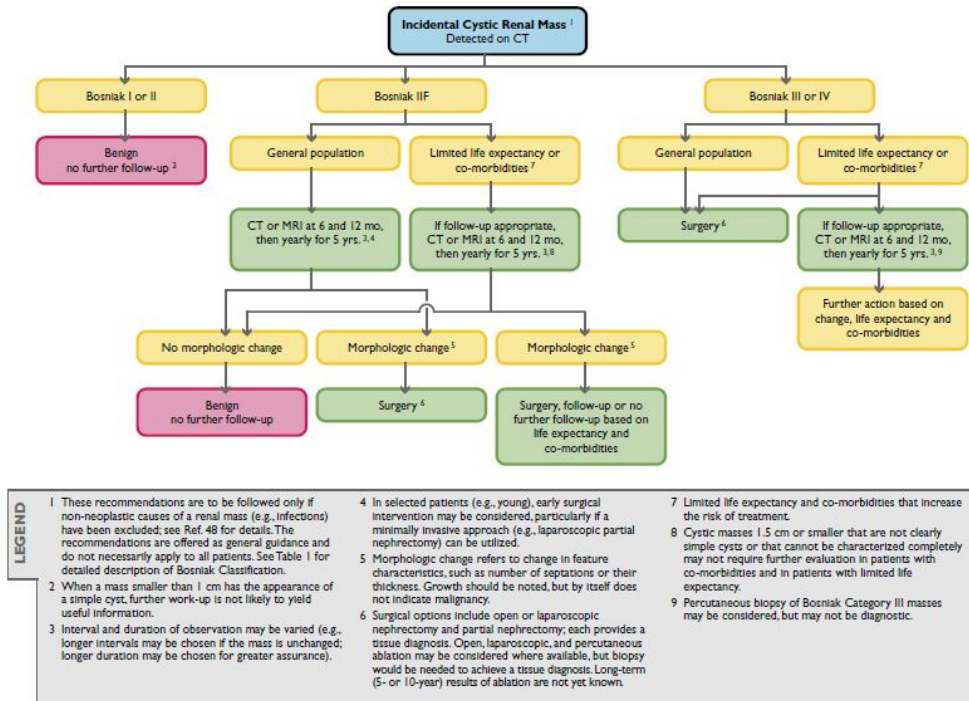 Incidental Cystic Renal Mass 1
Detected on CT
Bosniak I or II
Bosniak IIF
Bosniak III or IV
Benign
no further follow-up 2
General population
Limited life expectancy or
co-morbidities 7
General population
Limited life expectancy or
co-morbidities 7
CT or MRI at 6 and 12 mo,
then yearly for 5 yrs. 3, 4
If follow-up appropriate,
CT or MRI at 6 and 12 mo,
then yearly for 5 yrs. 3, 8
Surgery 6
If follow-up appropriate,
CT or MRI at 6 and 12 mo,
then yearly for 5 yrs. 3, 9
Further action based on
change, life expectancy and
co-morbidities
No morphologic change
Morphologic change 5
Morphologic change 5
Benign
no further follow-up
Surgery 6
Surgery, follow-up or no
further follow-up based on
life expectancy and
co-morbidities
LEGEND
1 These recommendations are to be followed only if
non-neoplastic causes of a renal mass (e.g., infections)
have been excluded; see Ref. 48 for details. The
recommendations are offered as general guidance and
do not necessarily apply to all patients. See Table 1 for
detailed description of Bosniak Classification.
2 When a mass smaller than 1 cm has the appearance of
a simple cyst, further work-up is not likely to yield
useful information.
3 Interval and duration of observation may be varied (e.g.,
longer intervals may be chosen if the mass is unchanged;
longer duration may be chosen for greater assurance).
4 In selected patients (e.g., young), early surgical
intervention may be considered, particularly if a
minimally invasive approach (e.g., laparoscopic partial
nephrectomy) can be utilized.
5 Morphologic change refers to change in feature
characteristics, such as number of septations or their
thickness. Growth should be noted, but by itself does
not indicate malignancy.
6 Surgical options include open or laparoscopic
nephrectomy and partial nephrectomy; each provides a
tissue diagnosis. Open, laparoscopic, and percutaneous
ablation may be considered where available, but biopsy
would be needed to achieve a tissue diagnosis. Long-term
(5- or 10-year) results of ablation are not yet known.
7 Limited life expectancy and co-morbidities that increase
the risk of treatment.
8 Cystic masses 1.5 cm or smaller that are not clearly
simple cysts or that cannot be characterized completely
may not require further evaluation in patients with
co-morbidities and in patients with limited life
expectancy.
9 Percutaneous biopsy of Bosniak Category III masses
may be considered, but may not be diagnostic.